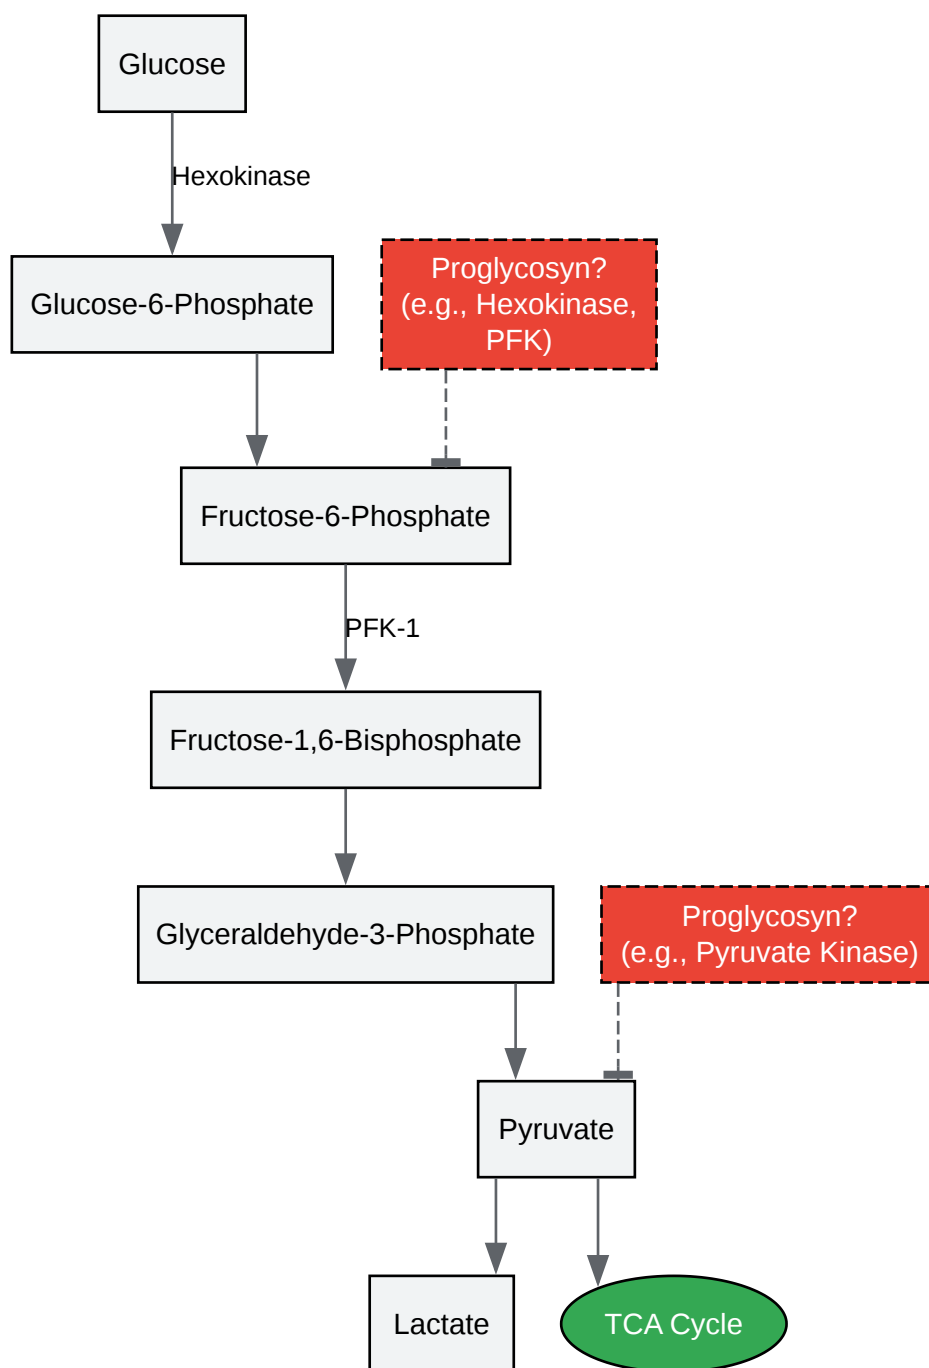 Glucose
Hexokinase
Proglycosyn?
(e.g., Hexokinase,
PFK)
Glucose-6-Phosphate
Fructose-6-Phosphate
PFK-1
Fructose-1,6-Bisphosphate
Glyceraldehyde-3-Phosphate
Proglycosyn?
(e.g., Pyruvate Kinase)
Pyruvate
Lactate
TCA Cycle